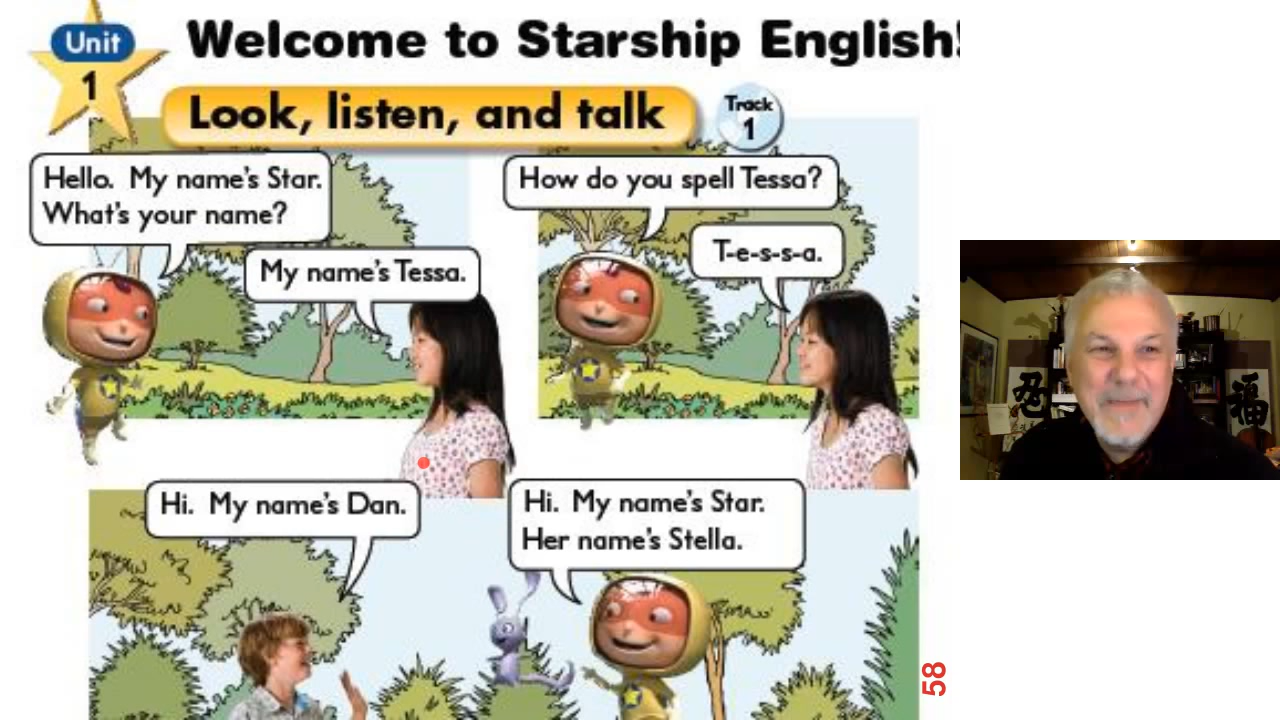 Unit
1
Welcome to Starship English!
Look, listen, and talk
Track
1
Hello. My name's Star.
What's your name?
My name's Tessa.
How do you spell Tessa?
T-e-s-s-a.
Hi. My name's Dan.
Hi. My name's Star.
Her name's Stella.
58
忍
福